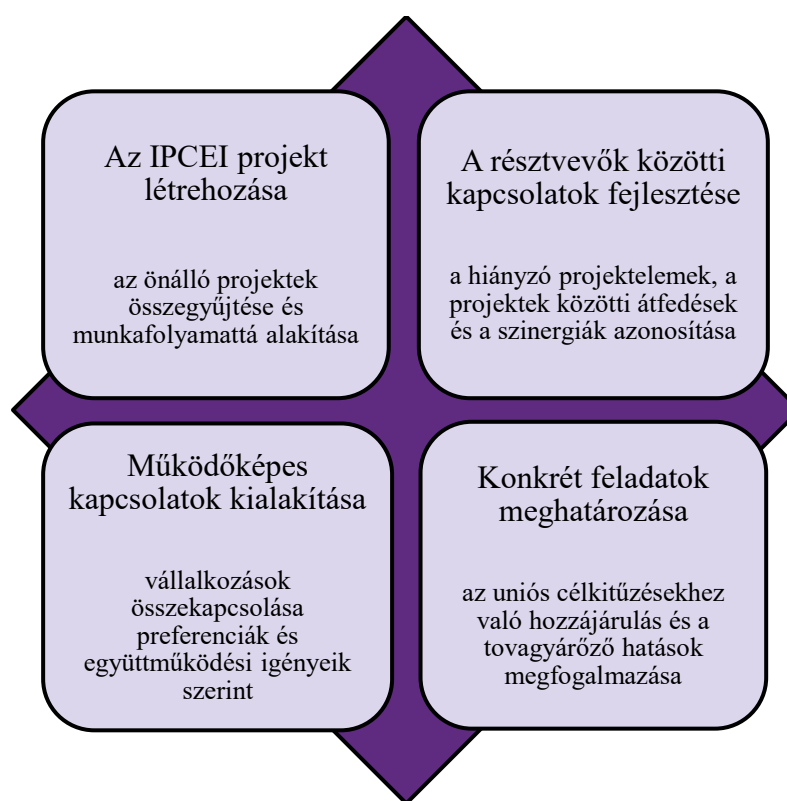 Az IPCEI projekt
létrehozása
az önálló projektek
összegyűjtése és
munkafolyamattá alakítása
A résztvevők közötti
kapcsolatok fejlesztése
a hiányzó projektelemek, a
projektek közötti átfedések
és a szinergiák azonosítása
Működőképes
kapcsolatok kialakítása
vállalkozások
összekapcsolása
preferenciák és
együttműködési igényeik
szerint
Konkrét feladatok
meghatározása
az uniós célkitűzésekhez
való hozzájárulás és a
tovagyárőző hatások
megfogalmazása